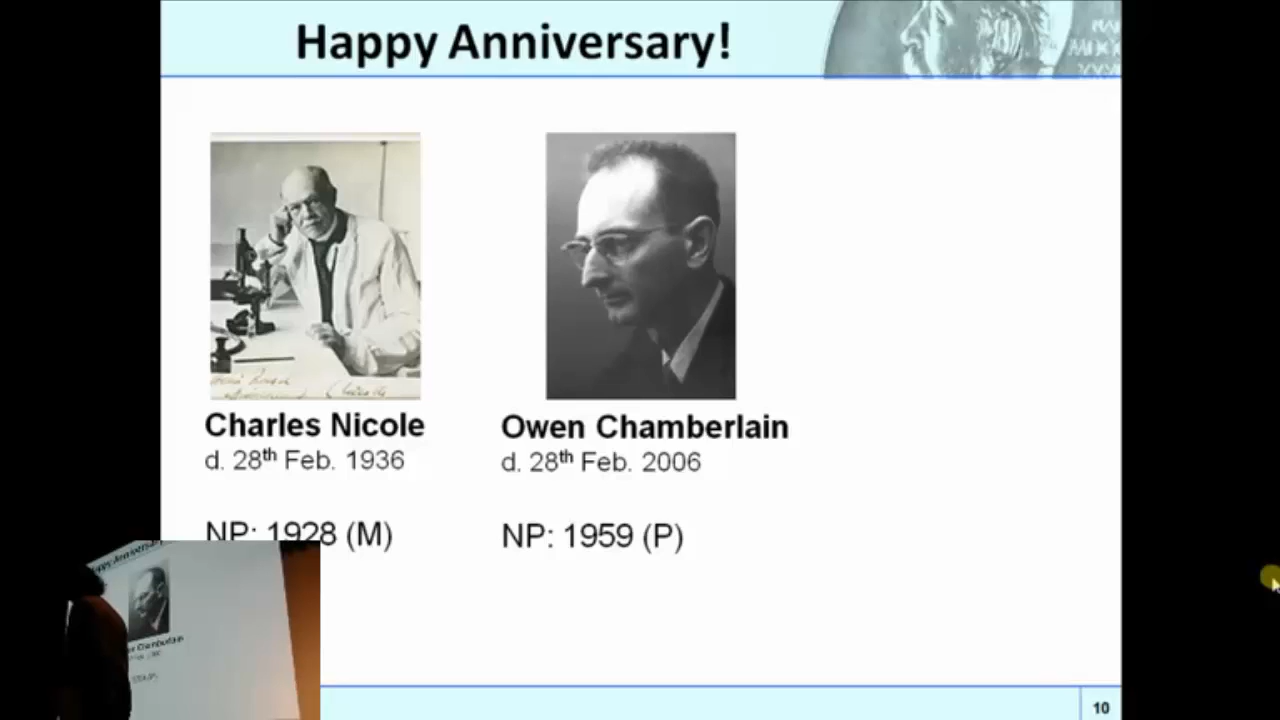 Happy Anniversary!
Charles Nicole
d. 28th Feb. 1936
NP: 1928 (M)
Owen Chamberlain
d. 28th Feb. 2006
NP: 1959 (P)
10